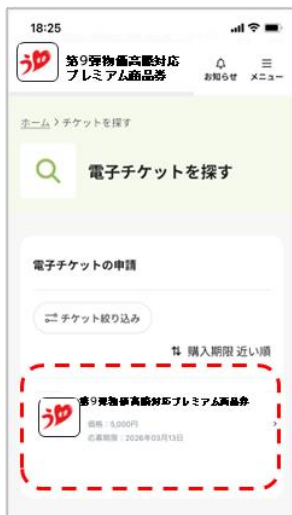 18:25
第9弾物価高騰対応
プレミアム商品券
お知らせ
メニュー
ホーム > チケットを探す
電子チケットを探す
電子チケットの申請
チケット絞り込み
購入期限 近い順
第9弾物価高騰対応プレミアム商品券
価格：5,000円
応募期限：2026年03月13日